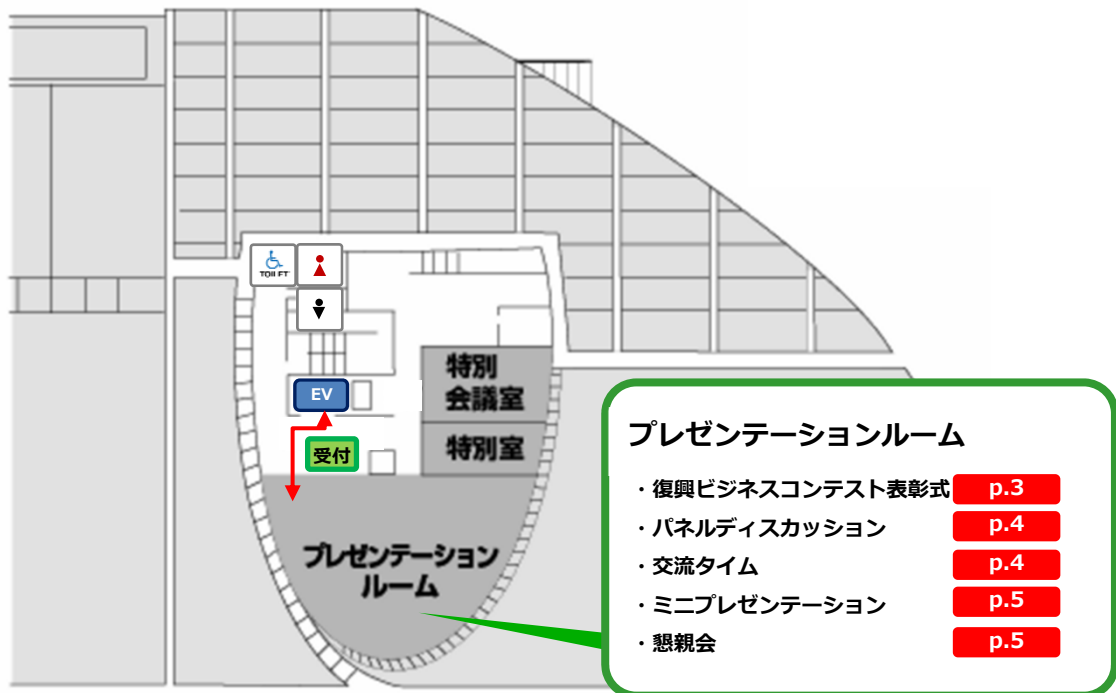 TOILET
EV
受付
特別
会議室
特別室
プレゼンテーション
ルーム
プレゼンテーションルーム
・復興ビジネスコンテスト表彰式 p.3
・パネルディスカッション p.4
・交流タイム p.4
・ミニプレゼンテーション p.5
・懇親会 p.5